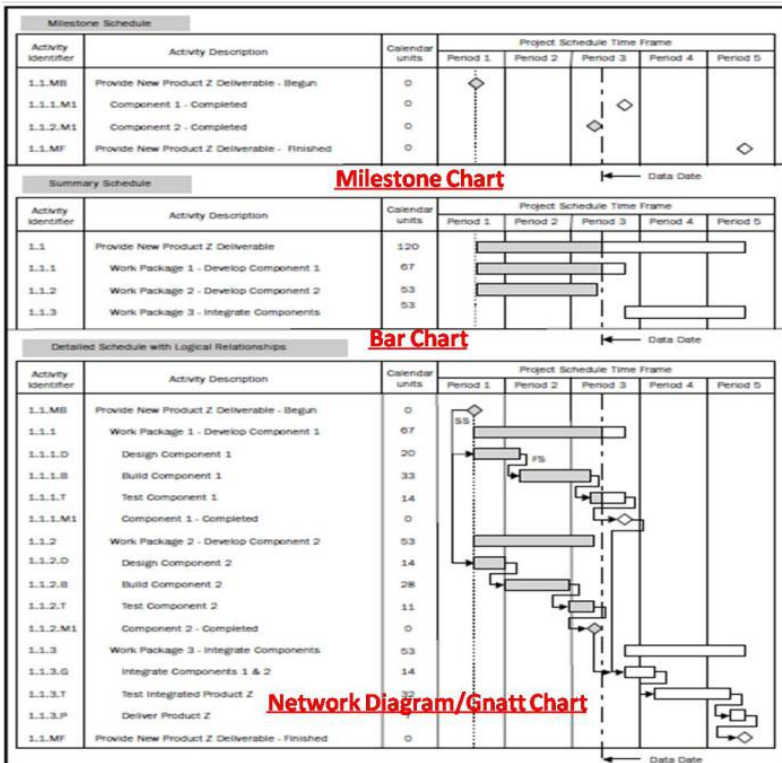 Milestone Schedule
Activity Identifier Activity Description Calendar units Project Schedule Time Frame
Period 1 Period 2 Period 3 Period 4 Period 5
1.1.MB Provide New Product Z Deliverable - Begun 0
1.1.1.M1 Component 1 - Completed 0
1.1.2.M1 Component 2 - Completed 0
1.1.MF Provide New Product Z Deliverable - Finished 0
Data Date
Milestone Chart
Summary Schedule
Activity Identifier Activity Description Calendar units Project Schedule Time Frame
Period 1 Period 2 Period 3 Period 4 Period 5
1.1 Provide New Product Z Deliverable 120
1.1.1 Work Package 1 - Develop Component 1 67
1.1.2 Work Package 2 - Develop Component 2 53
1.1.3 Work Package 3 - Integrate Components 53
Data Date
Bar Chart
Detailed Schedule with Logical Relationships
Activity Identifier Activity Description Calendar units Project Schedule Time Frame
Period 1 Period 2 Period 3 Period 4 Period 5
1.1.MB Provide New Product Z Deliverable - Begun 0
SS
1.1.1 Work Package 1 - Develop Component 1 67
1.1.1.D Design Component 1 20
FS
1.1.1.B Build Component 1 33
1.1.1.T Test Component 1 14
1.1.1.M1 Component 1 - Completed 0
1.1.2 Work Package 2 - Develop Component 2 53
1.1.2.D Design Component 2 14
1.1.2.B Build Component 2 28
1.1.2.T Test Component 2 11
1.1.2.M1 Component 2 - Completed 0
1.1.3 Work Package 3 - Integrate Components 53
1.1.3.G Integrate Components 1 & 2 14
1.1.3.T Test Integrated Product Z 32
Network Diagram/Gnatt Chart
1.1.3.P Deliver Product Z
1.1.MF Provide New Product Z Deliverable - Finished 0
Data Date